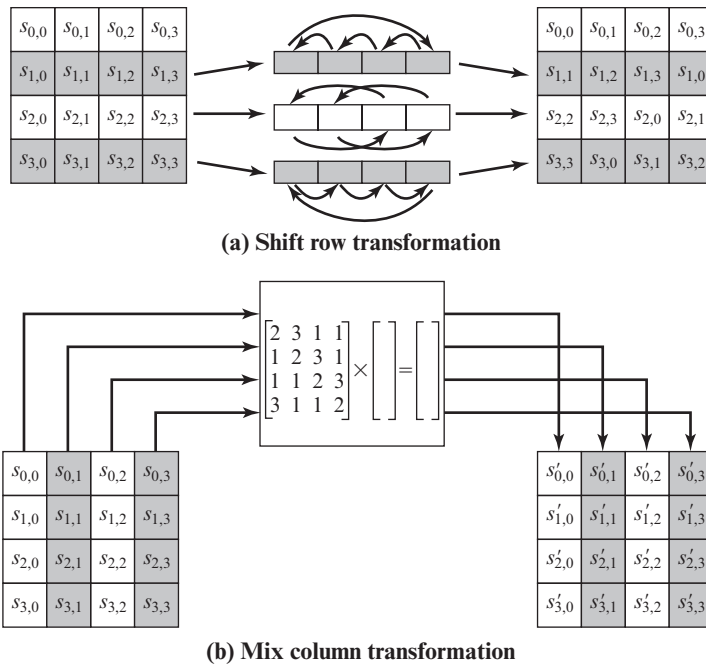 s0,0 s0,1 s0,2 s0,3 s0,0 s0,1 s0,2 s0,3
s1,0 s1,1 s1,2 s1,3 s1,1 s1,2 s1,3 s1,0
s2,0 s2,1 s2,2 s2,3 s2,2 s2,3 s2,0 s2,1
s3,0 s3,1 s3,2 s3,3 s3,3 s3,0 s3,1 s3,2
(a) Shift row transformation
2 3 1 1
1 2 3 1
× =
1 1 2 3
3 1 1 2
s0,0 s0,1 s0,2 s0,3 s′0,0 s′0,1 s′0,2 s′0,3
s1,0 s1,1 s1,2 s1,3 s′1,0 s′1,1 s′1,2 s′1,3
s2,0 s2,1 s2,2 s2,3 s′2,0 s′2,1 s′2,2 s′2,3
s3,0 s3,1 s3,2 s3,3 s′3,0 s′3,1 s′3,2 s′3,3
(b) Mix column transformation